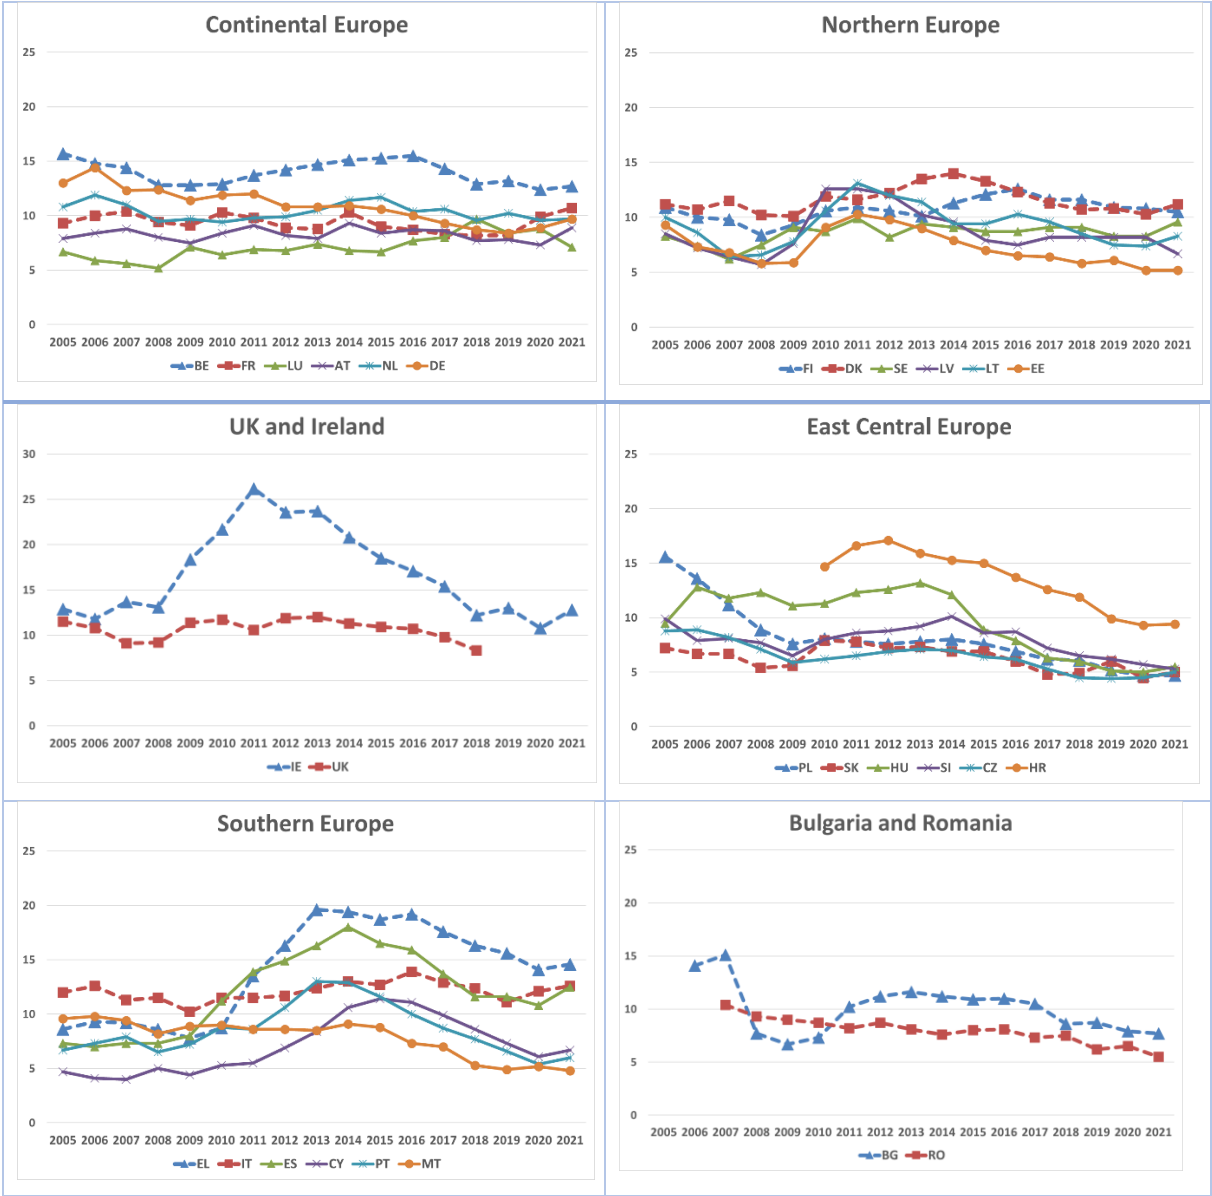 Continental Europe
25
20
15
10
5
0
2005 2006 2007 2008 2009 2010 2011 2012 2013 2014 2015 2016 2017 2018 2019 2020 2021
BE FR LU AT NL DE
Northern Europe
25
20
15
10
5
0
2005 2006 2007 2008 2009 2010 2011 2012 2013 2014 2015 2016 2017 2018 2019 2020 2021
FI DK SE LV LT EE
UK and Ireland
30
25
20
15
10
5
0
2005 2006 2007 2008 2009 2010 2011 2012 2013 2014 2015 2016 2017 2018 2019 2020 2021
IE UK
East Central Europe
25
20
15
10
5
0
2005 2006 2007 2008 2009 2010 2011 2012 2013 2014 2015 2016 2017 2018 2019 2020 2021
PL SK HU SI CZ HR
Southern Europe
25
20
15
10
5
0
2005 2006 2007 2008 2009 2010 2011 2012 2013 2014 2015 2016 2017 2018 2019 2020 2021
EL IT ES CY PT MT
Bulgaria and Romania
25
20
15
10
5
0
2005 2006 2007 2008 2009 2010 2011 2012 2013 2014 2015 2016 2017 2018 2019 2020 2021
BG RO